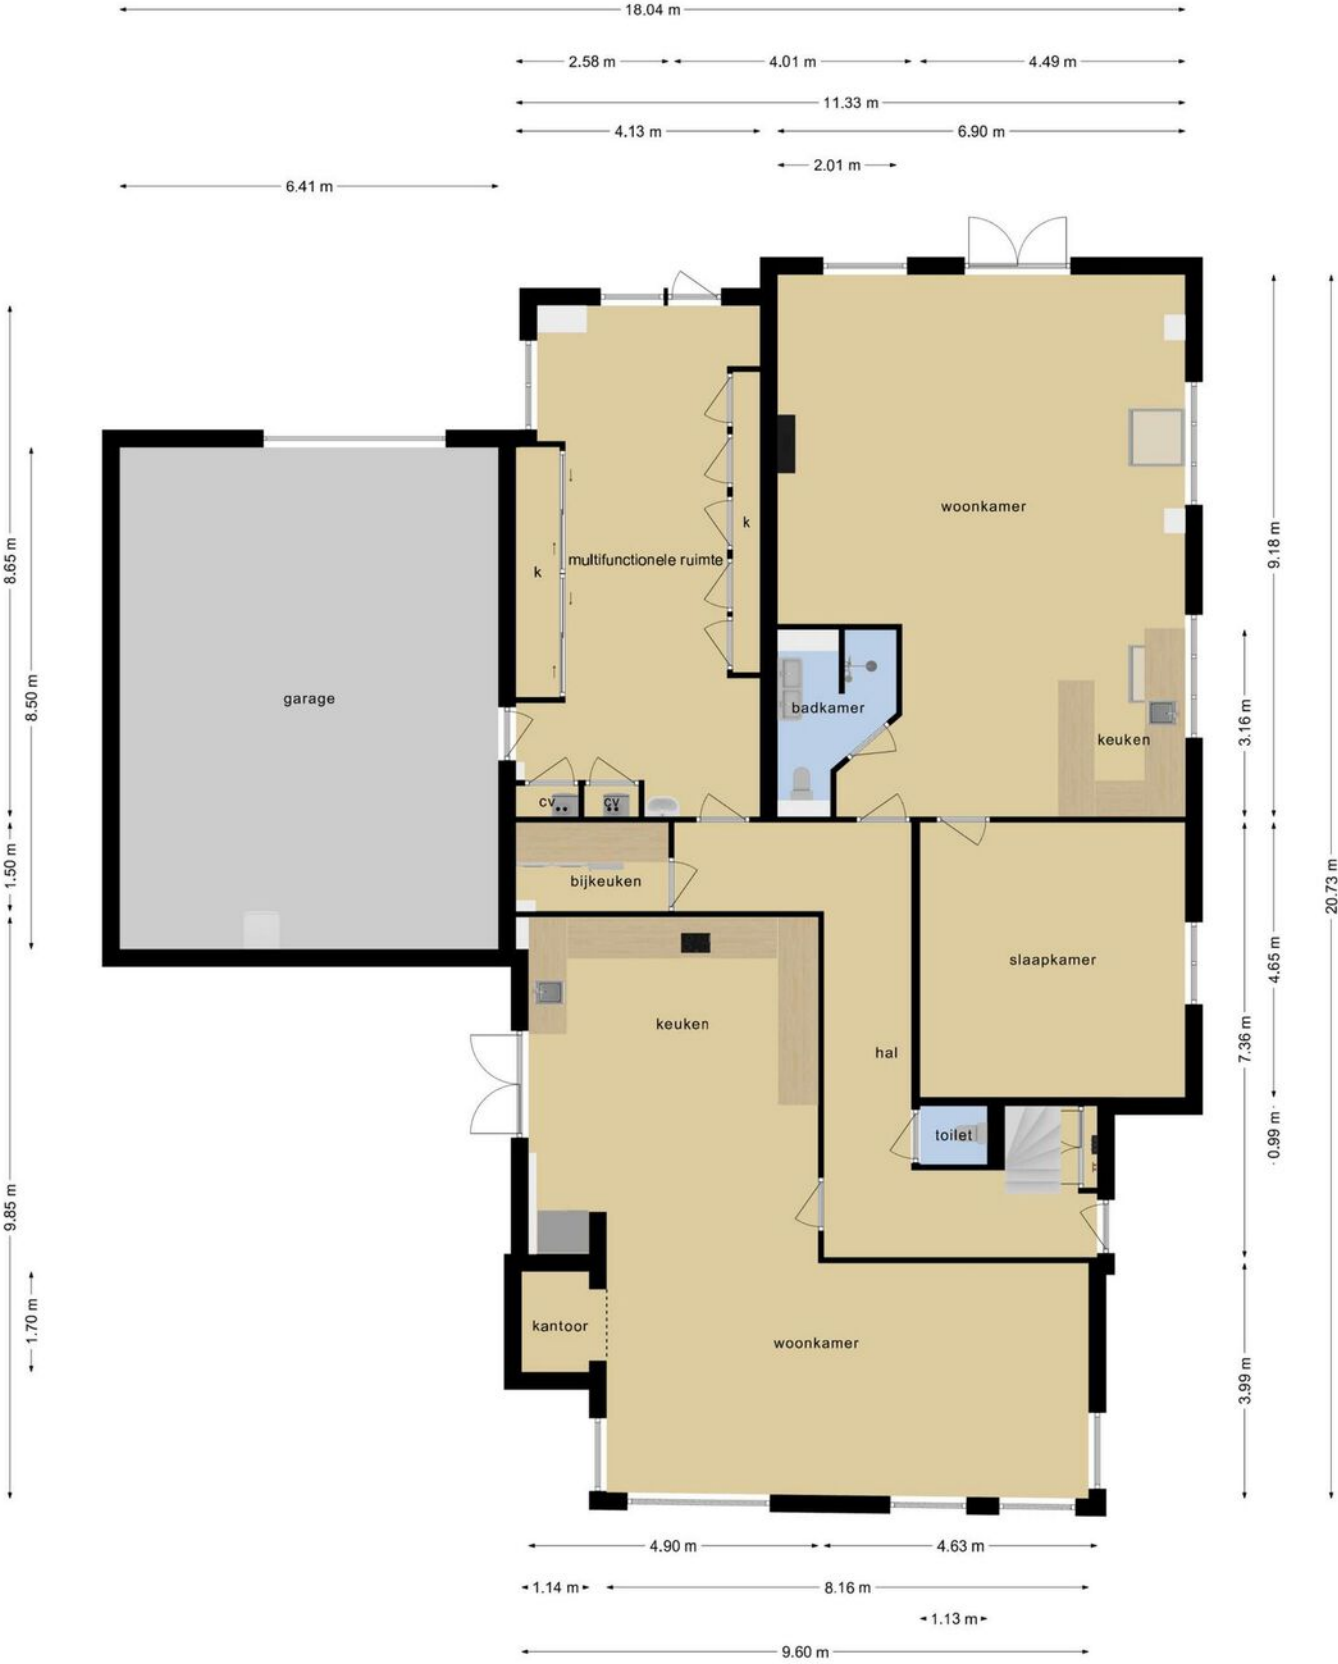 18.04 m
2.58 m 4.01 m 4.49 m
11.33 m
4.13 m 6.90 m
2.01 m
6.41 m
woonkamer
k
multifunctionele ruimte
k
garage
badkamer
keuken
cv cv
bijkeuken
slaapkamer
keuken
hal
toilet
kantoor
woonkamer
8.65 m
8.50 m
1.50 m
9.85 m
1.70 m
9.18 m
3.16 m
20.73 m
4.65 m
7.36 m
0.99 m
3.99 m
4.90 m 4.63 m
1.14 m 8.16 m
1.13 m
9.60 m